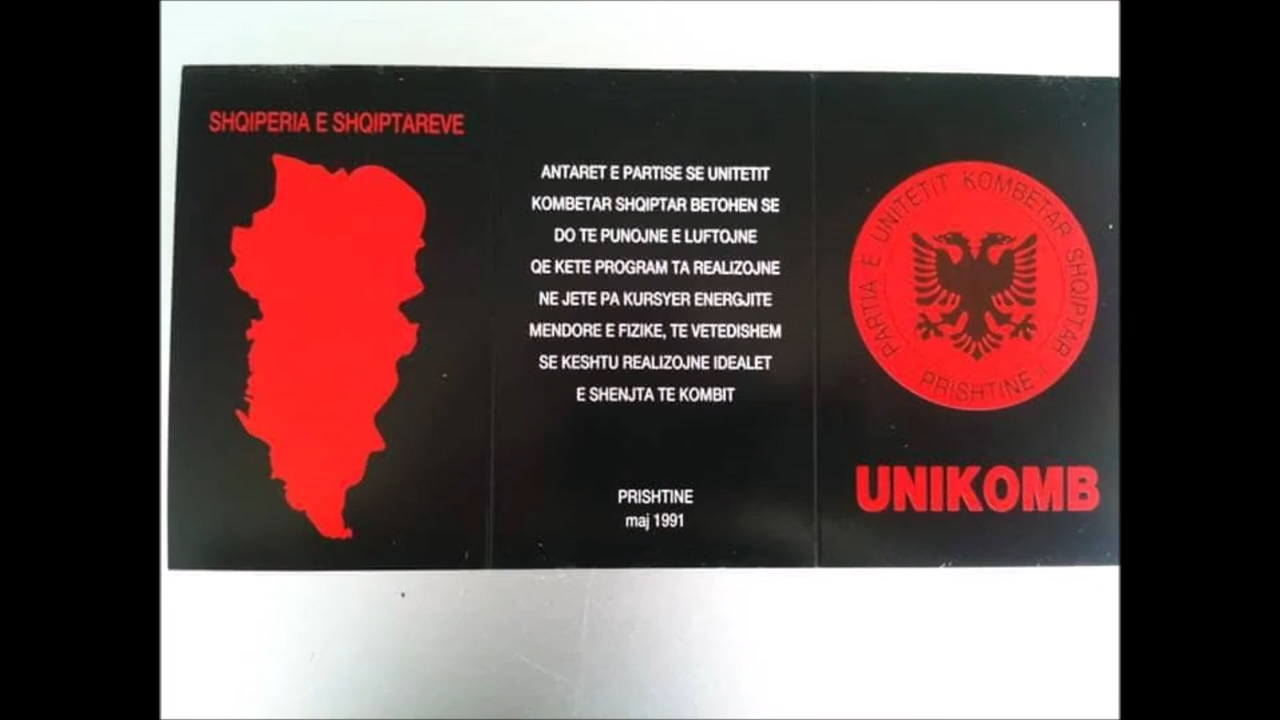 SHQIPERIA E SHQIPTAREVE
ANTARET E PARTISE SE UNITETIT
KOMBETAR SHQIPTAR BETOHEN SE
DO TE PUNOJNE E LUFTOJNE
QE KETE PROGRAM TA REALIZOJNE
NE JETE PA KURSYER ENERGJITE
MENDORE E FIZIKE, TE VETEDISHEM
SE KESHTU REALIZOJNE IDEALET
E SHENJTA TE KOMBIT
PRISHTINE
maj 1991
PARTIA E UNITETIT KOMBETAR SHQIPTAR
PRISHTINE
UNIKOMB